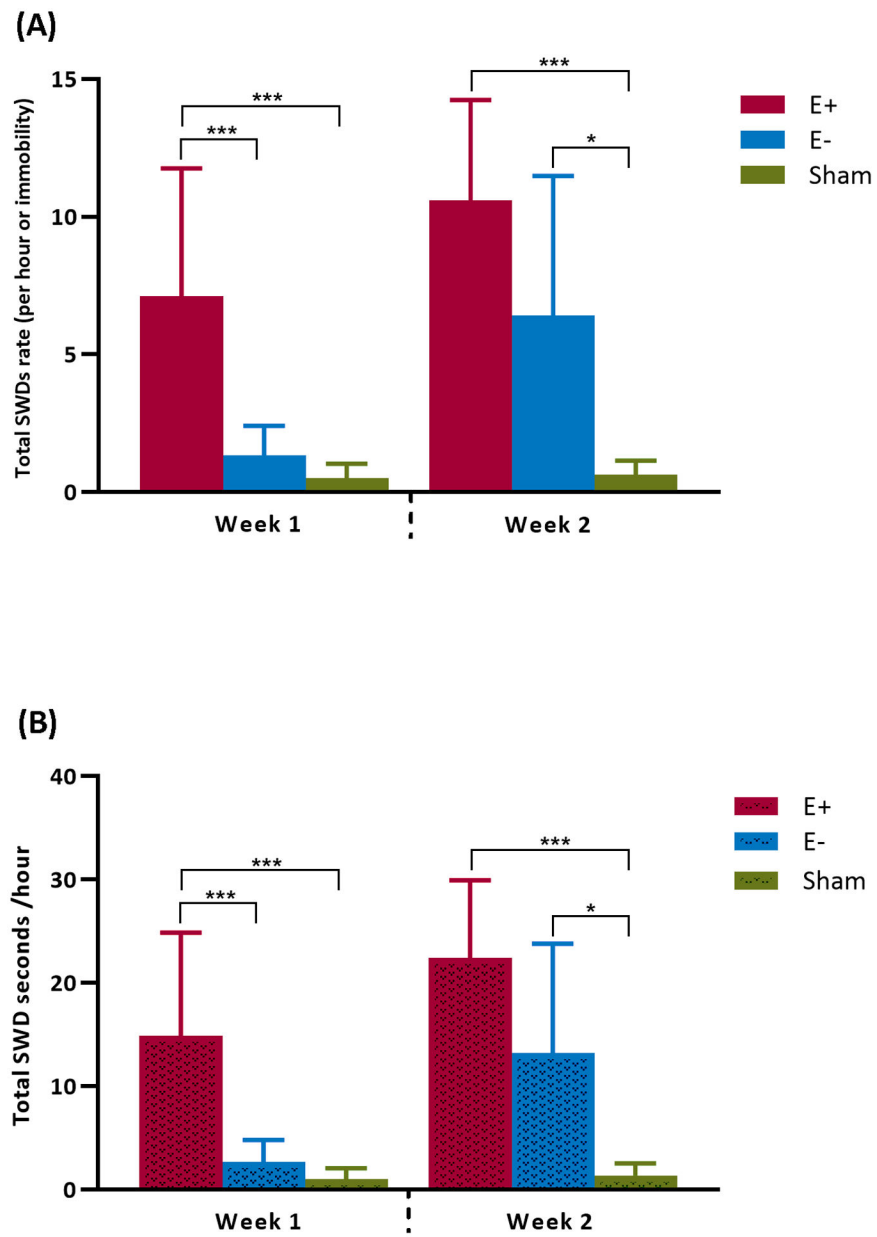 (A)
Total SWDs rate (per hour or immobility)
15
10
5
0
***
***
***
*
E+
E-
Sham
Week 1
Week 2
(B)
Total SWD seconds /hour
40
30
20
10
0
***
***
***
*
E+
E-
Sham
Week 1
Week 2